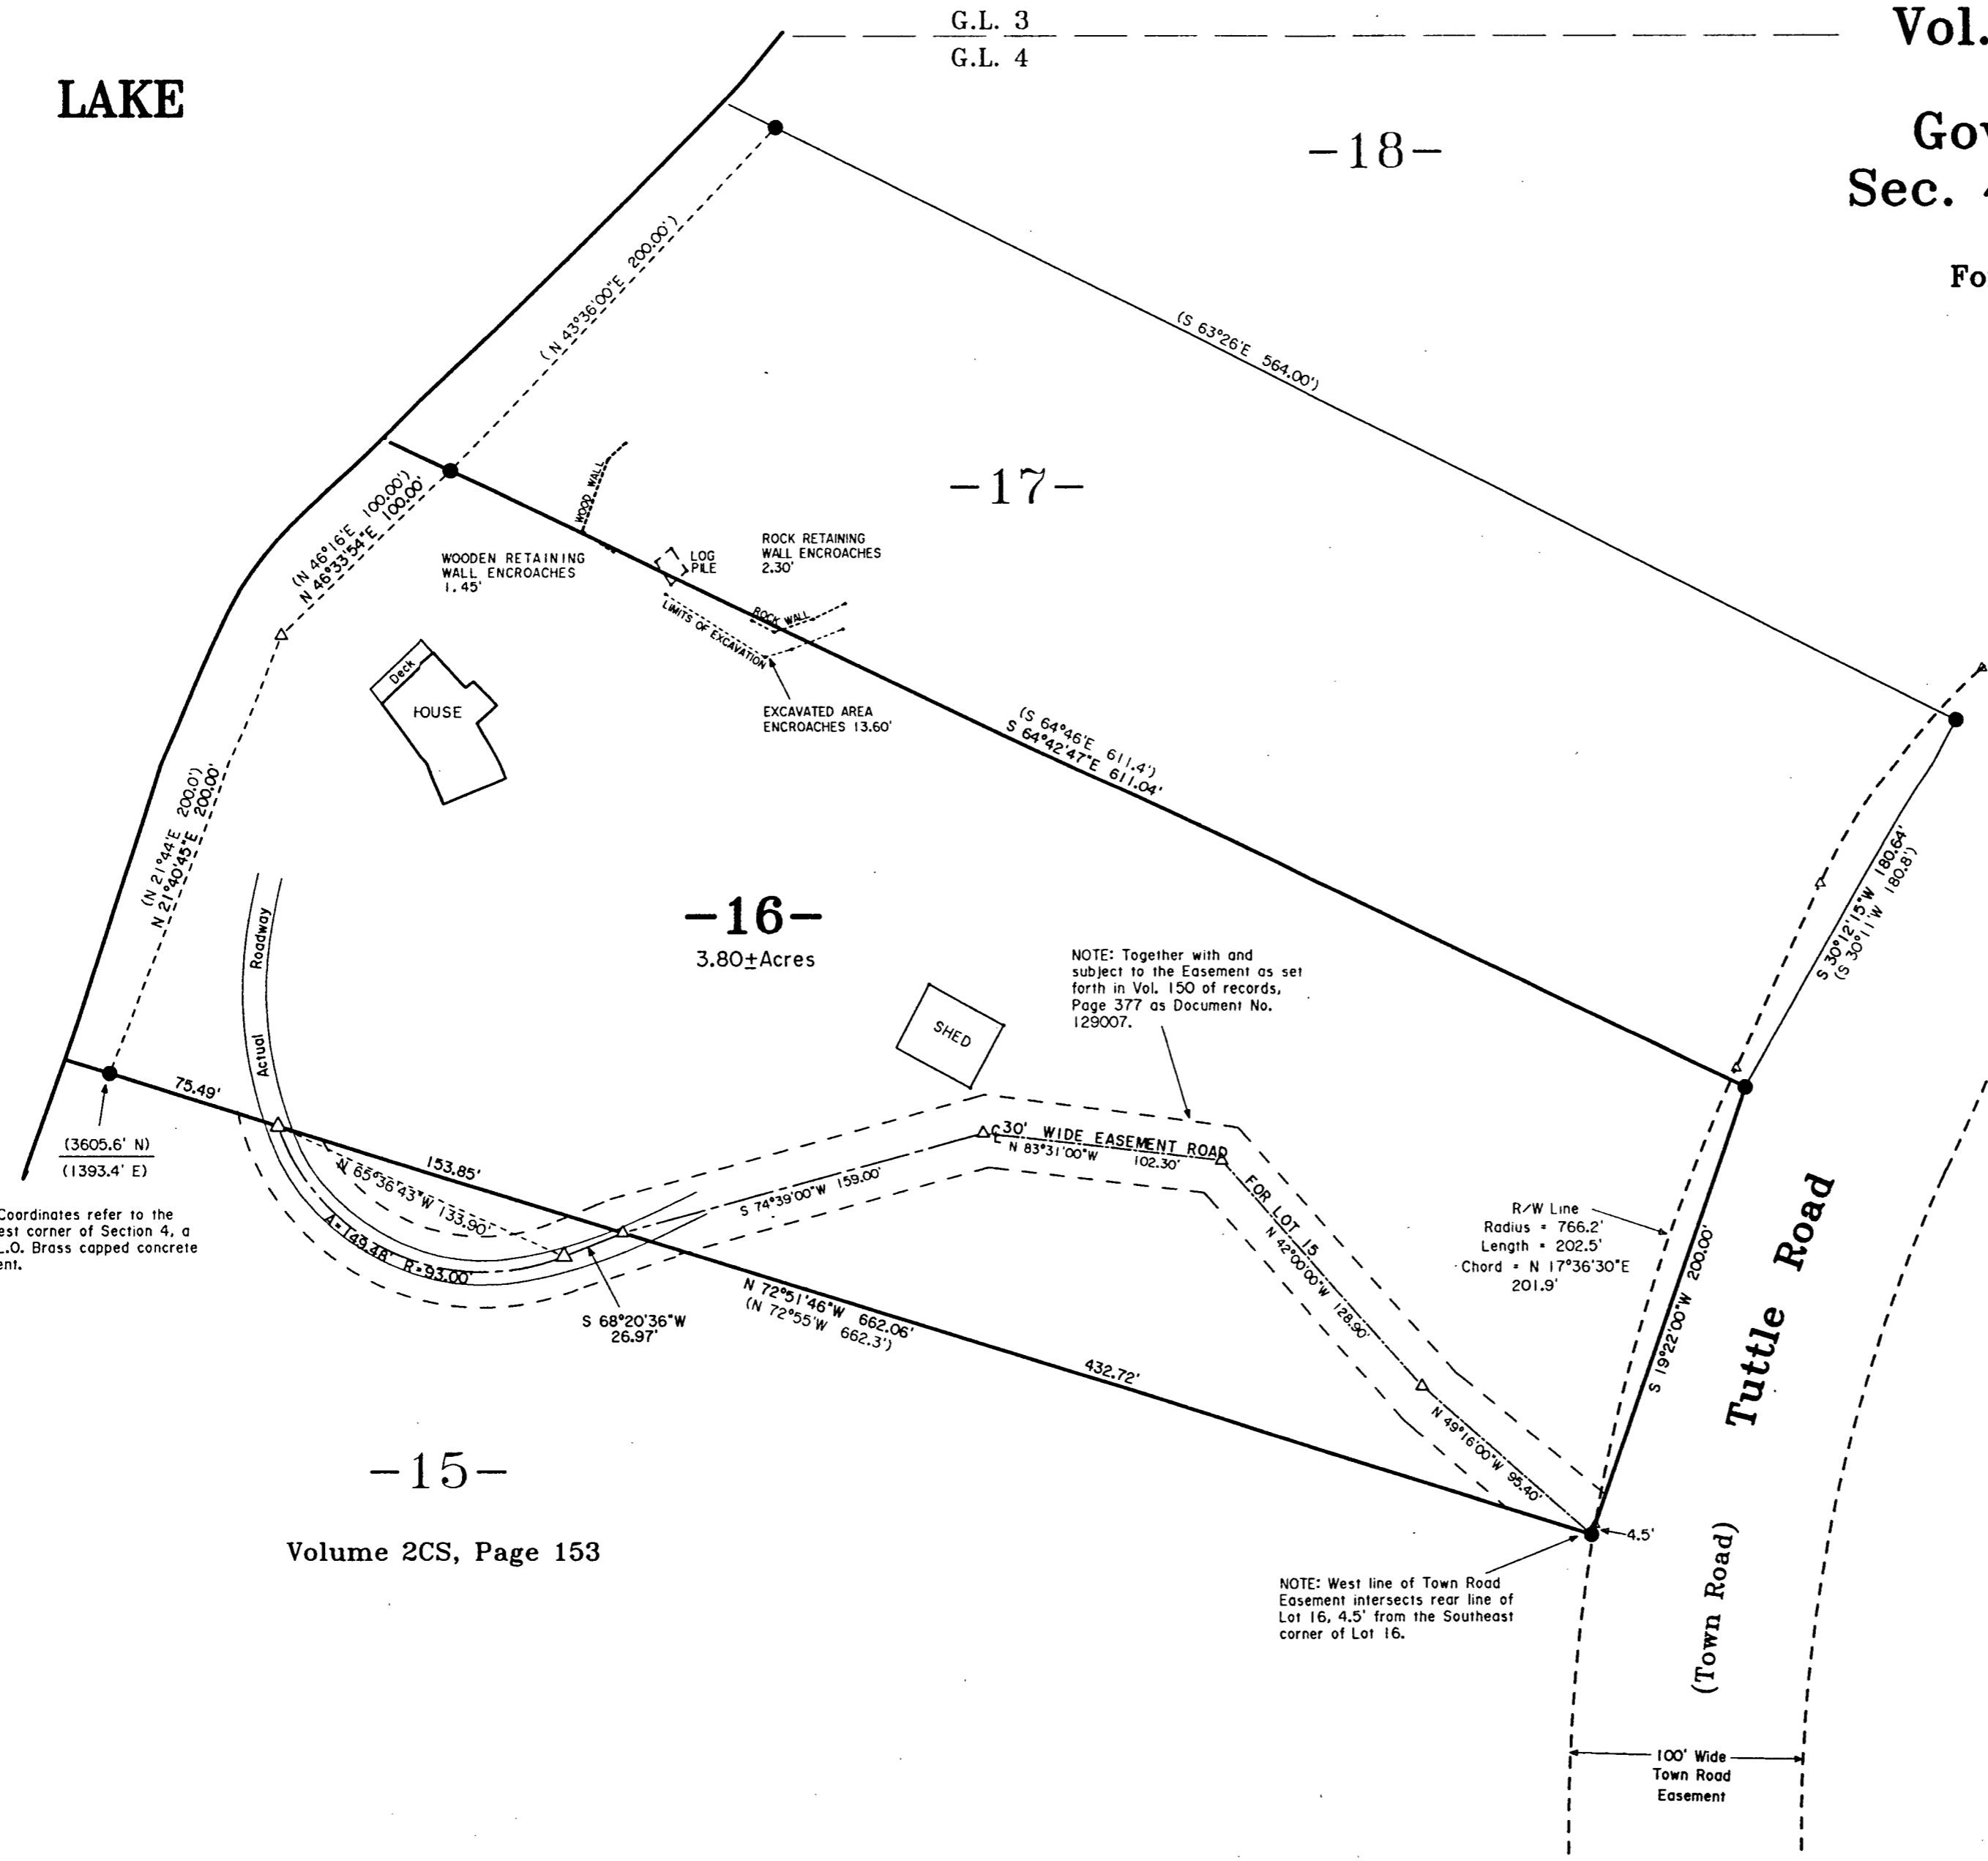 G.L. 3
G.L. 4
Vol.
LAKE
Gov
Sec. 4
Fo
-18-
(N 43°36'00"E 200.00')
(S 63°26'E 564.00')
-17-
(N 46°16'E 100.00')
N 46°33'54"E 100.00'
WOOD WALL
WOODEN RETAINING
WALL ENCROACHES
1.45'
LOG
PILE
ROCK RETAINING
WALL ENCROACHES
2.30'
ROCK WALL
LIMITS OF EXCAVATION
EXCAVATED AREA
ENCROACHES 13.60'
Deck
HOUSE
(S 64°46'E 611.4')
S 64°42'47"E 611.04'
(N 21°44'E 200.0')
N 21°40'45"E 200.00'
S 30°12'15"W 180.64'
(S 30°11'W 180.8')
Actual Roadway
-16-
3.80±Acres
NOTE: Together with and
subject to the Easement as set
forth in Vol. 150 of records,
Page 377 as Document No.
129007.
SHED
75.49'
(3605.6' N)
(1393.4' E)
Coordinates refer to the
est corner of Section 4, a
L.O. Brass capped concrete
ent.
153.85'
N 65°36'43"W 133.90'
A=149.48' R=93.00'
S 68°20'36"W
26.97'
S 74°39'00"W 159.00'
CL 30' WIDE EASEMENT ROAD
N 83°31'00"W 102.30'
FOR LOT 15
N 42°00'00"W 128.90'
N 49°16'00"W 95.40'
N 72°51'46"W 662.06'
(N 72°55'W 662.3')
432.72'
R/W Line
Radius = 766.2'
Length = 202.5'
Chord = N 17°36'30"E
201.9'
S 19°22'00"W 200.00'
Tuttle Road
(Town Road)
4.5'
-15-
Volume 2CS, Page 153
NOTE: West line of Town Road
Easement intersects rear line of
Lot 16, 4.5' from the Southeast
corner of Lot 16.
100' Wide
Town Road
Easement